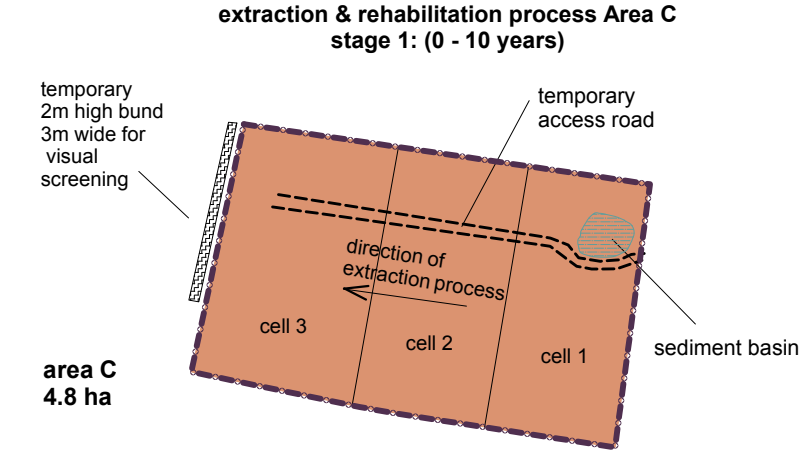 extraction & rehabilitation process Area C
stage 1: (0 - 10 years)
temporary
2m high bund
3m wide for
visual
screening
temporary
access road
direction of
extraction process
cell 3
cell 2
cell 1
sediment basin
area C
4.8 ha